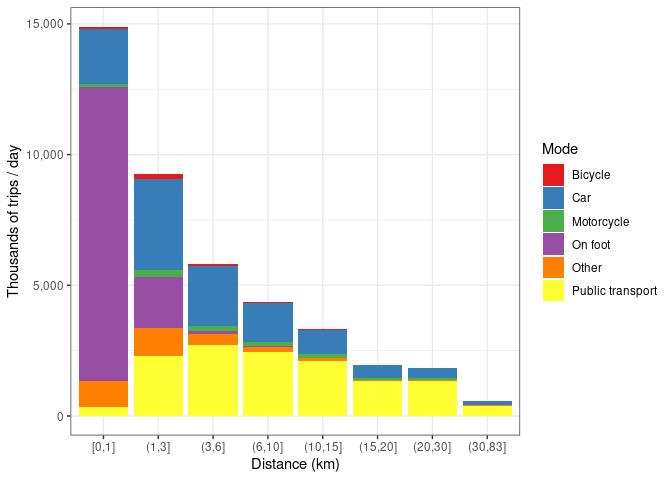 Thousands of trips / day
15,000
10,000
5,000
0
[0,1]
(1,3]
(3,6]
(6,10]
(10,15]
(15,20]
(20,30]
(30,83]
Distance (km)
Mode
Bicycle
Car
Motorcycle
On foot
Other
Public transport